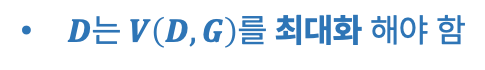 • D는 V(D, G)를 최대화 해야 함